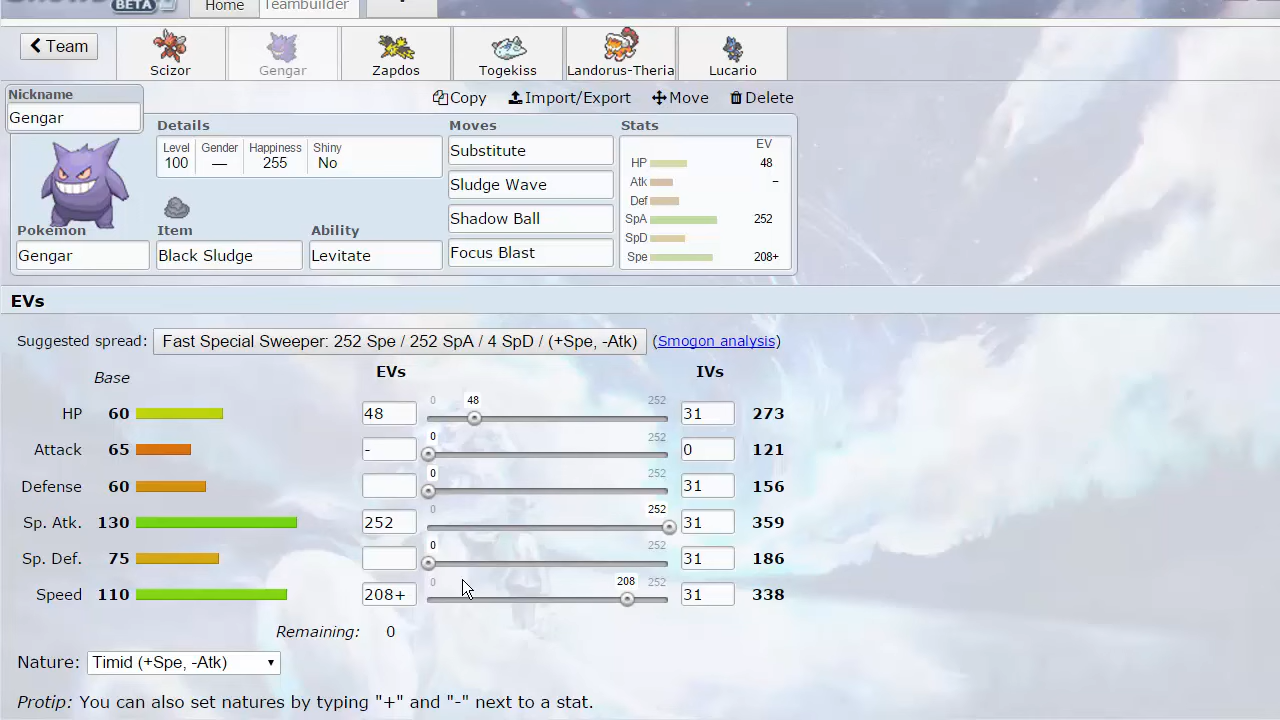 BETA Home Teambuilder
Team
Scizor Gengar Zapdos Togekiss Landorus-Theria Lucario
Nickname
Gengar
Copy Import/Export Move Delete
Details
Level Gender Happiness Shiny
100 — 255 No
Pokémon Item Ability
Gengar Black Sludge Levitate
Moves
Substitute
Sludge Wave
Shadow Ball
Focus Blast
Stats
EV
HP 48
Atk –
Def
SpA 252
SpD
Spe 208+
EVs
Suggested spread: Fast Special Sweeper: 252 Spe / 252 SpA / 4 SpD / (+Spe, -Atk) (Smogon analysis)
Base EVs IVs
0 48 252
HP 60 48 31 273
0 252
Attack 65 - 0 121
0 252
Defense 60 31 156
0 252
Sp. Atk. 130 252 31 359
0 252
Sp. Def. 75 31 186
0 208 252
Speed 110 208+ 31 338
Remaining: 0
Nature: Timid (+Spe, -Atk)
Protip: You can also set natures by typing "+" and "-" next to a stat.